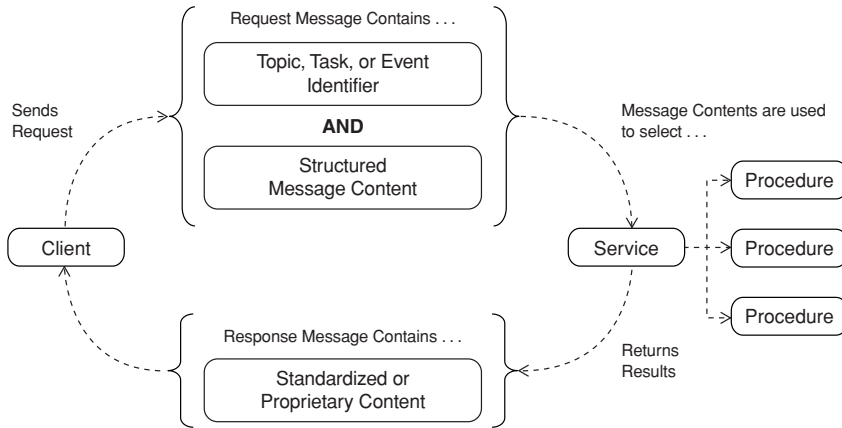 Request Message Contains . . .
Topic, Task, or Event
Identifier
AND
Structured
Message Content
Sends
Request
Message Contents are used
to select . . .
Procedure
Procedure
Procedure
Client
Service
Response Message Contains . . .
Standardized or
Proprietary Content
Returns
Results